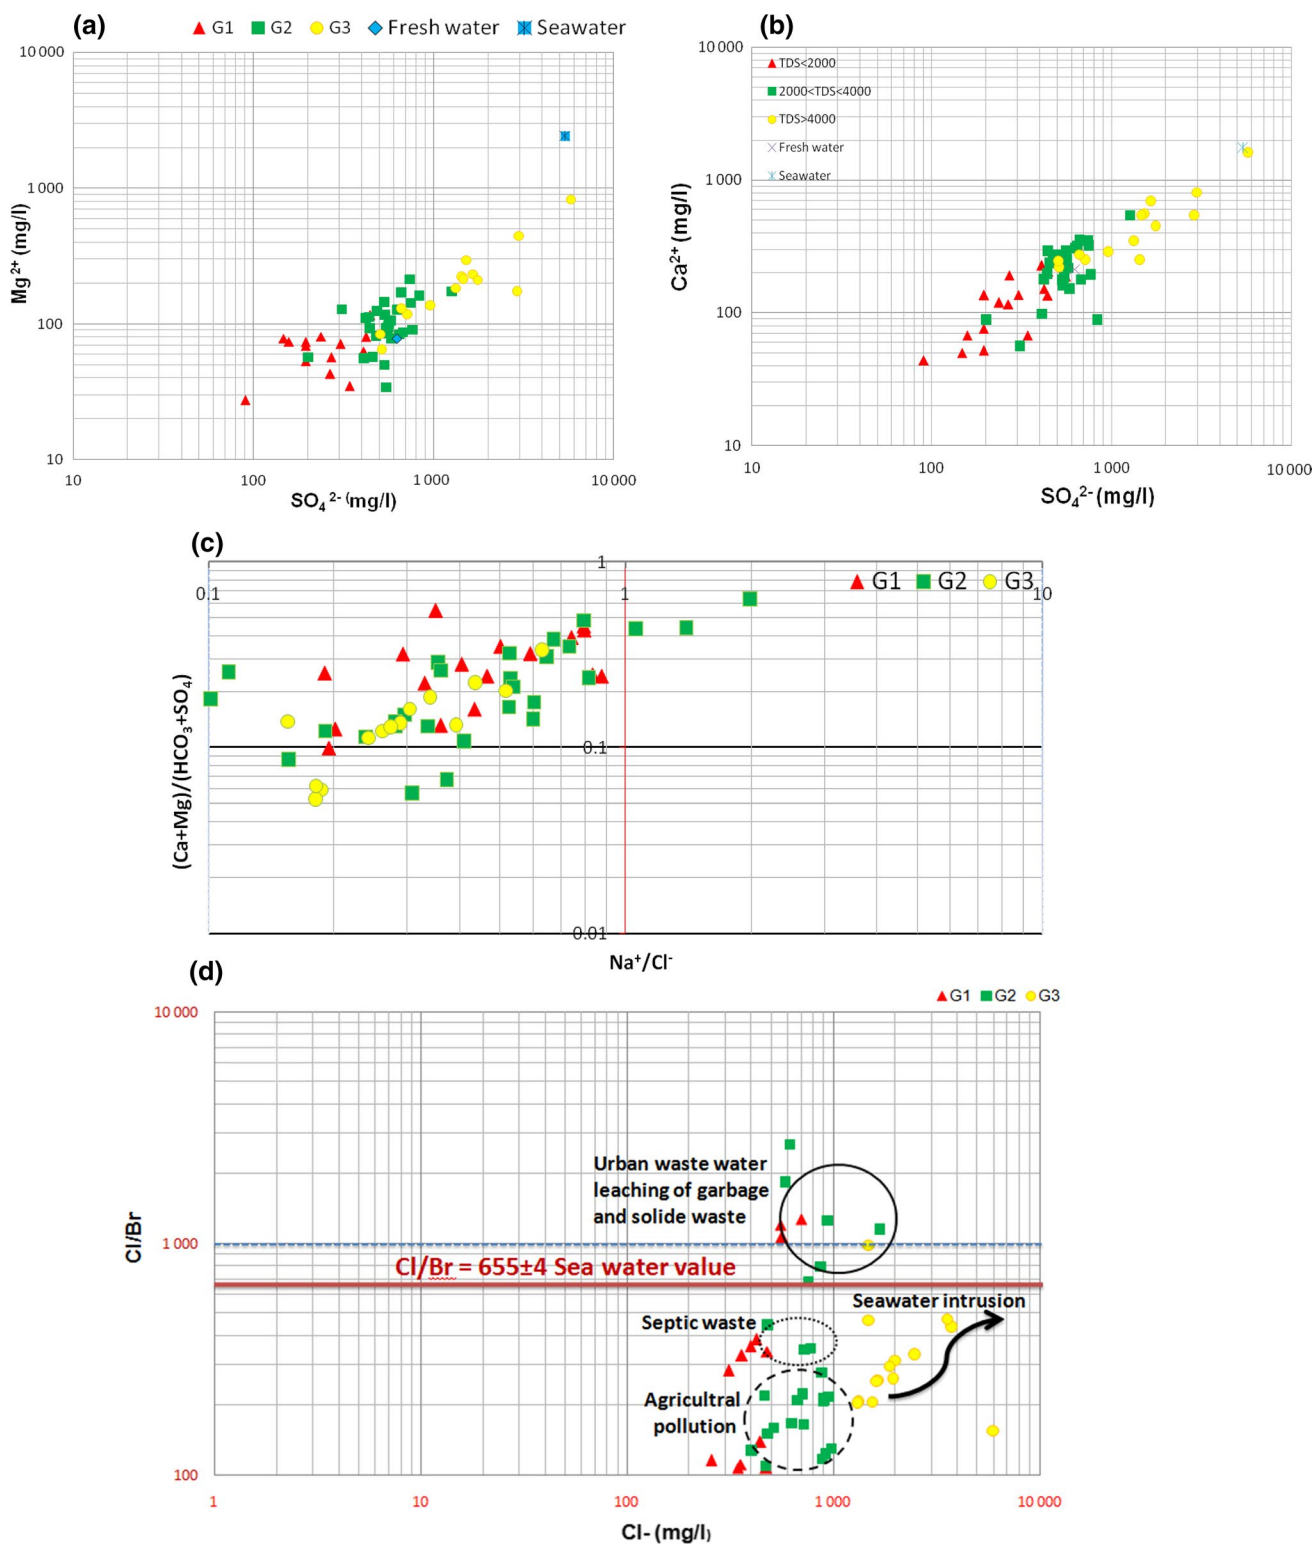 (a)
G1 G2 G3 Fresh water Seawater
10 000
1 000
100
10
10 100 1 000 10 000
Mg2+ (mg/l)
SO4 2- (mg/l)
(b)
10 000
1 000
100
10
10 100 1 000 10 000
TDS<2000
2000<TDS<4000
TDS>4000
Fresh water
Seawater
Ca2+ (mg/l)
SO42- (mg/l)
(c)
G1 G2 G3
1
0.1 1 10
0.1
0.01
(Ca+Mg)/(HCO3+SO4)
Na+/Cl-
(d)
G1 G2 G3
10 000
1 000
100
1 10 100 1 000 10 000
Cl/Br
Urban waste water
leaching of garbage
and solide waste
Cl/Br = 655±4 Sea water value
Seawater intrusion
Septic waste
Agricultral
pollution
Cl- (mg/l)